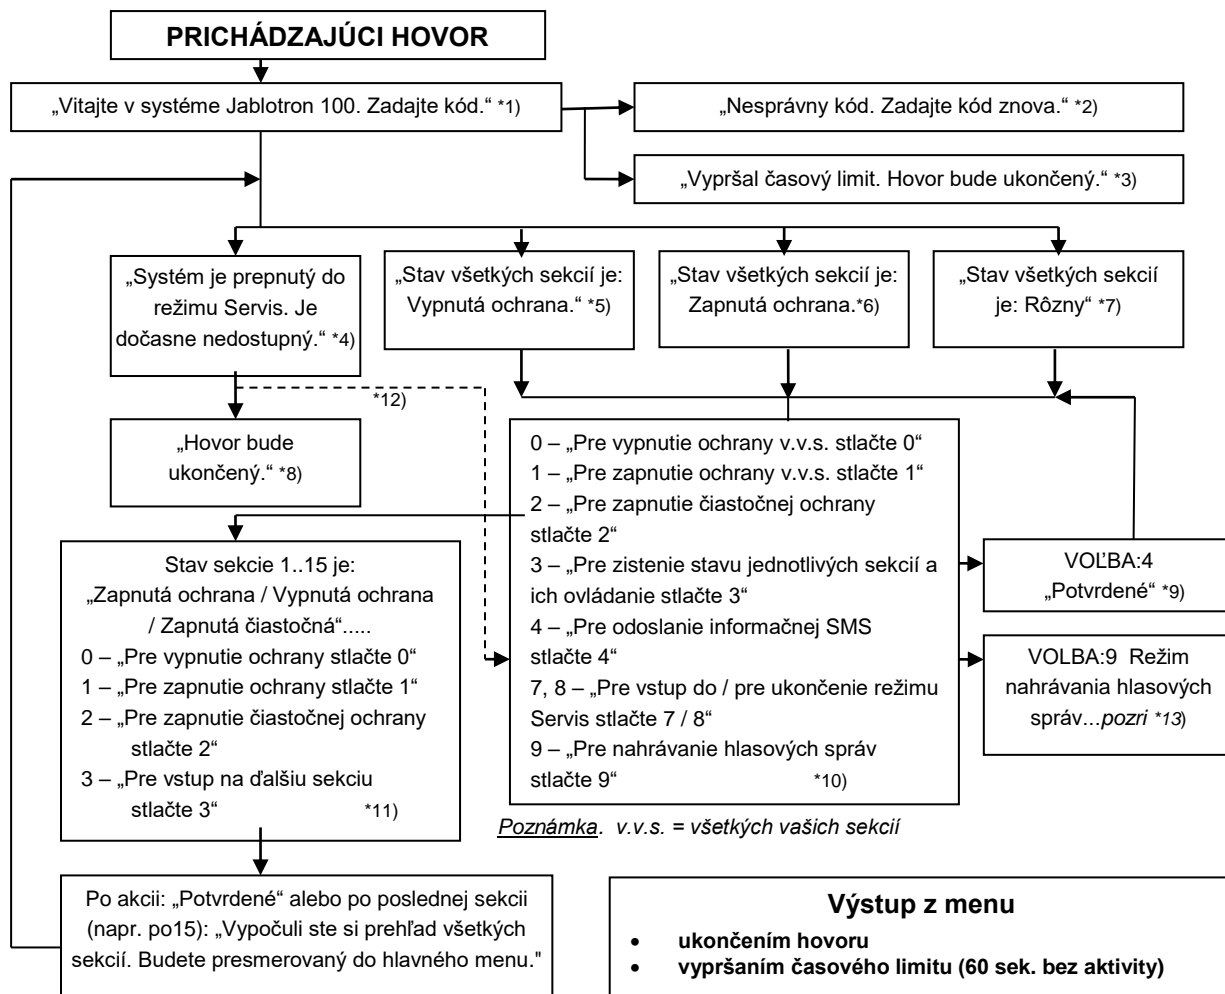 PRICHÁDZAJÚCI HOVOR
„Vitajte v systéme Jablotron 100. Zadajte kód.“ *1)
„Nesprávny kód. Zadajte kód znova.“ *2)
„Vypršal časový limit. Hovor bude ukončený.“ *3)
„Systém je prepnutý do
režimu Servis. Je
dočasne nedostupný.“ *4)
„Stav všetkých sekcií je:
Vypnutá ochrana.“ *5)
„Stav všetkých sekcií je:
Zapnutá ochrana.*6)
„Stav všetkých sekcií
je: Rôzny“ *7)
*12)
„Hovor bude
ukončený.“ *8)
0 – „Pre vypnutie ochrany v.v.s. stlačte 0“
1 – „Pre zapnutie ochrany v.v.s. stlačte 1“
2 – „Pre zapnutie čiastočnej ochrany
stlačte 2“
3 – „Pre zistenie stavu jednotlivých sekcií a
ich ovládanie stlačte 3“
4 – „Pre odoslanie informačnej SMS
stlačte 4“
7, 8 – „Pre vstup do / pre ukončenie režimu
Servis stlačte 7 / 8“
9 – „Pre nahrávanie hlasových správ
stlačte 9“ *10)
VOĽBA:4
„Potvrdené“ *9)
VOLBA:9 Režim
nahrávania hlasových
správ...pozri *13)
Stav sekcie 1..15 je:
„Zapnutá ochrana / Vypnutá ochrana
/ Zapnutá čiastočná“.....
0 – „Pre vypnutie ochrany stlačte 0“
1 – „Pre zapnutie ochrany stlačte 1“
2 – „Pre zapnutie čiastočnej ochrany
stlačte 2“
3 – „Pre vstup na ďalšiu sekciu
stlačte 3“ *11)
Poznámka. v.v.s. = všetkých vašich sekcií
Po akcii: „Potvrdené“ alebo po poslednej sekcii
(napr. po15): „Vypočuli ste si prehľad všetkých
sekcií. Budete presmerovaný do hlavného menu."
Výstup z menu
• ukončením hovoru
• vypršaním časového limitu (60 sek. bez aktivity)